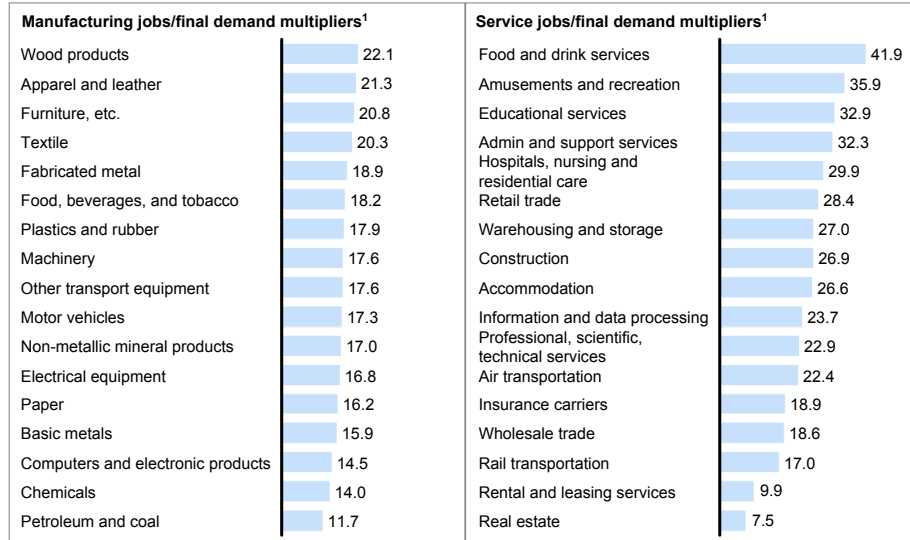 Manufacturing jobs/final demand multipliers¹
Wood products 22.1
Apparel and leather 21.3
Furniture, etc. 20.8
Textile 20.3
Fabricated metal 18.9
Food, beverages, and tobacco 18.2
Plastics and rubber 17.9
Machinery 17.6
Other transport equipment 17.6
Motor vehicles 17.3
Non-metallic mineral products 17.0
Electrical equipment 16.8
Paper 16.2
Basic metals 15.9
Computers and electronic products 14.5
Chemicals 14.0
Petroleum and coal 11.7
Service jobs/final demand multipliers¹
Food and drink services 41.9
Amusements and recreation 35.9
Educational services 32.9
Admin and support services 32.3
Hospitals, nursing and
residential care 29.9
Retail trade 28.4
Warehousing and storage 27.0
Construction 26.9
Accommodation 26.6
Information and data processing 23.7
Professional, scientific,
technical services 22.9
Air transportation 22.4
Insurance carriers 18.9
Wholesale trade 18.6
Rail transportation 17.0
Rental and leasing services 9.9
Real estate 7.5